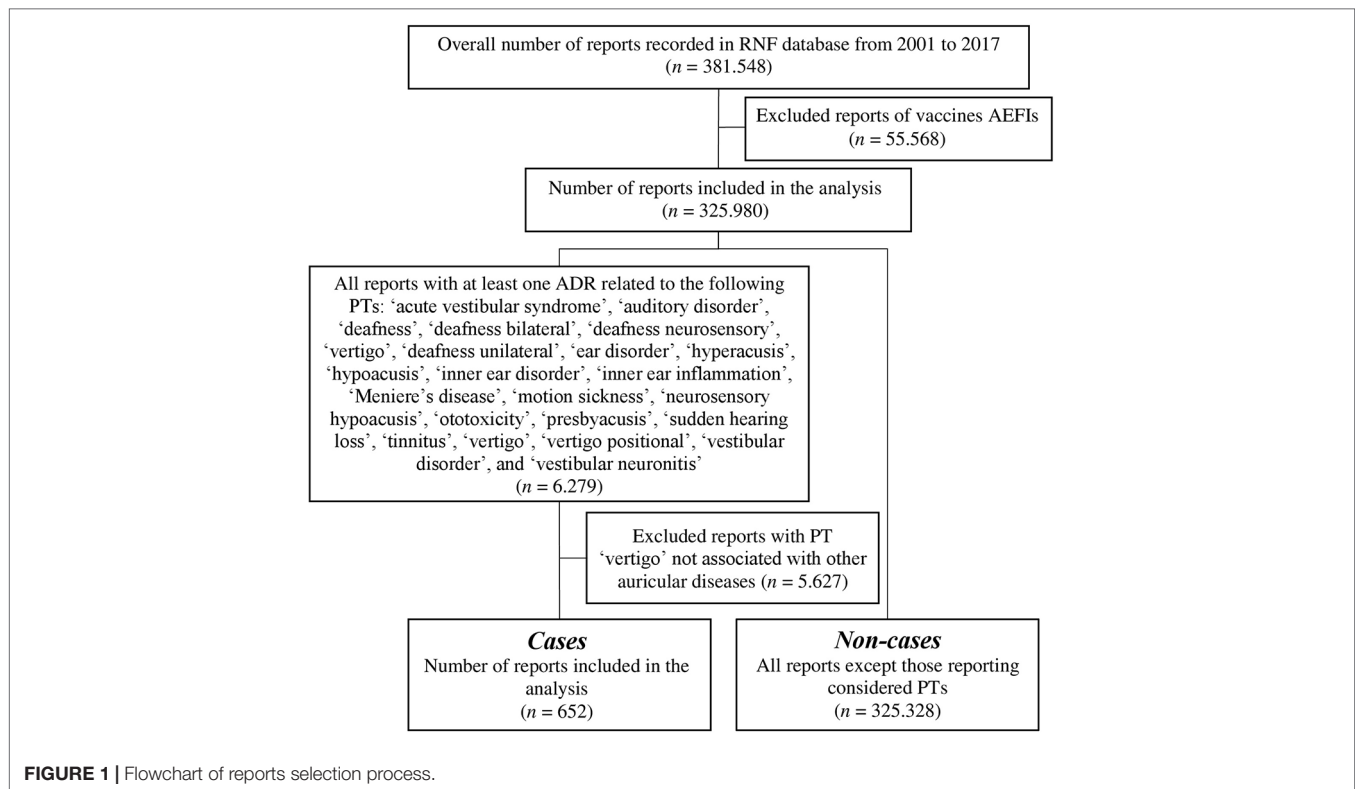 Overall number of reports recorded in RNF database from 2001 to 2017
(n = 381.548)
Excluded reports of vaccines AEFIs
(n = 55.568)
Number of reports included in the analysis
(n = 325.980)
All reports with at least one ADR related to the following
PTs: ‘acute vestibular syndrome’, ‘auditory disorder’,
‘deafness’, ‘deafness bilateral’, ‘deafness neurosensory’,
‘vertigo’, ‘deafness unilateral’, ‘ear disorder’, ‘hyperacusis’,
‘hypoacusis’, ‘inner ear disorder’, ‘inner ear inflammation’,
‘Meniere’s disease’, ‘motion sickness’, ‘neurosensory
hypoacusis’, ‘ototoxicity’, ‘presbyacusis’, ‘sudden hearing
loss’, ‘tinnitus’, ‘vertigo’, ‘vertigo positional’, ‘vestibular
disorder’, and ‘vestibular neuronitis’
(n = 6.279)
Excluded reports with PT
‘vertigo’ not associated with other
auricular diseases (n = 5.627)
Cases
Number of reports included in the
analysis
(n = 652)
Non-cases
All reports except those reporting
considered PTs
(n = 325.328)
FIGURE 1 | Flowchart of reports selection process.